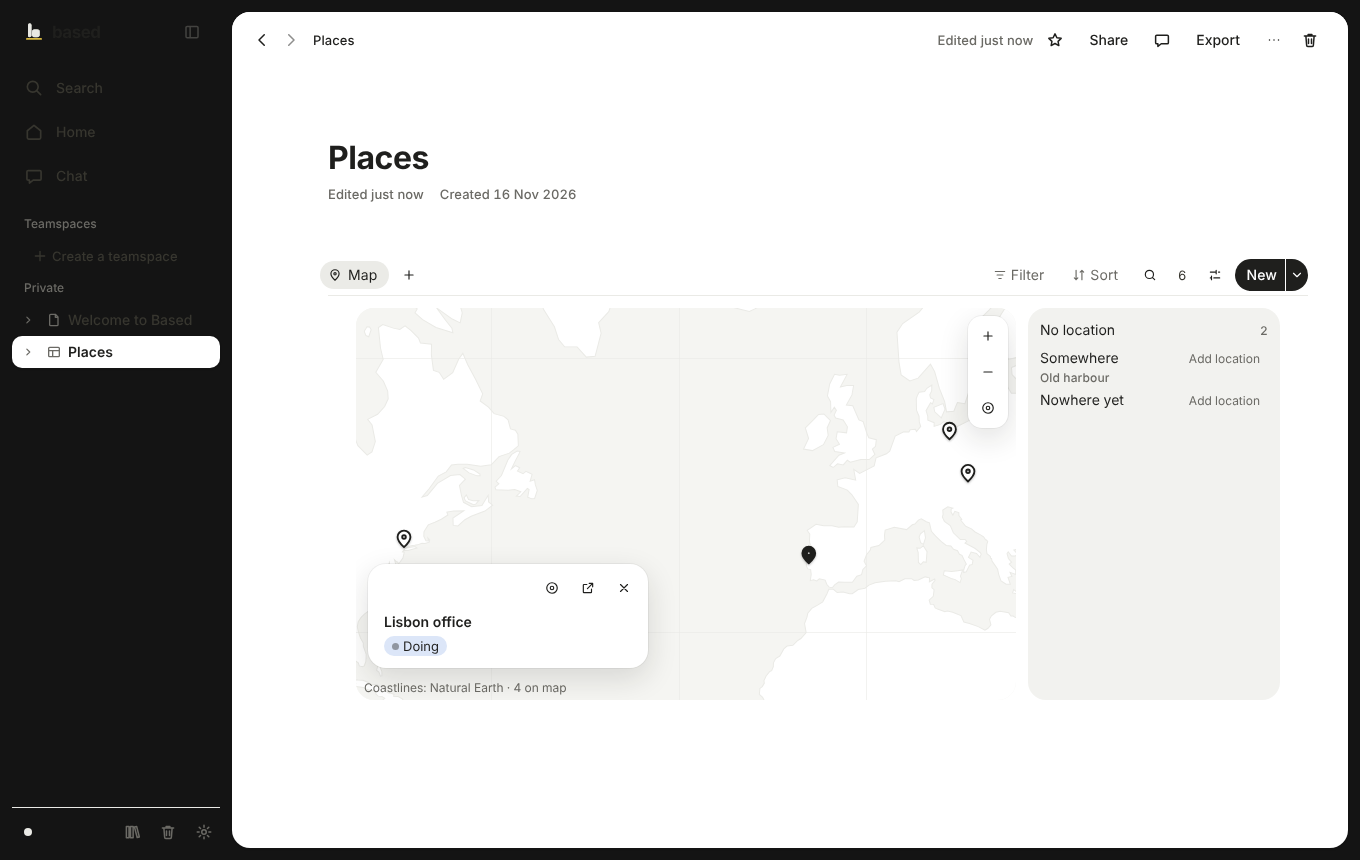 based
Places
Edited just now
Share
Export
Search
Home
Chat
Teamspaces
Create a teamspace
Private
Welcome to Based
Places
Places
Edited just now Created 16 Nov 2026
Map
Filter
Sort
6
New
No location 2
Somewhere Add location
Old harbour
Nowhere yet Add location
Lisbon office
Doing
Coastlines: Natural Earth · 4 on map